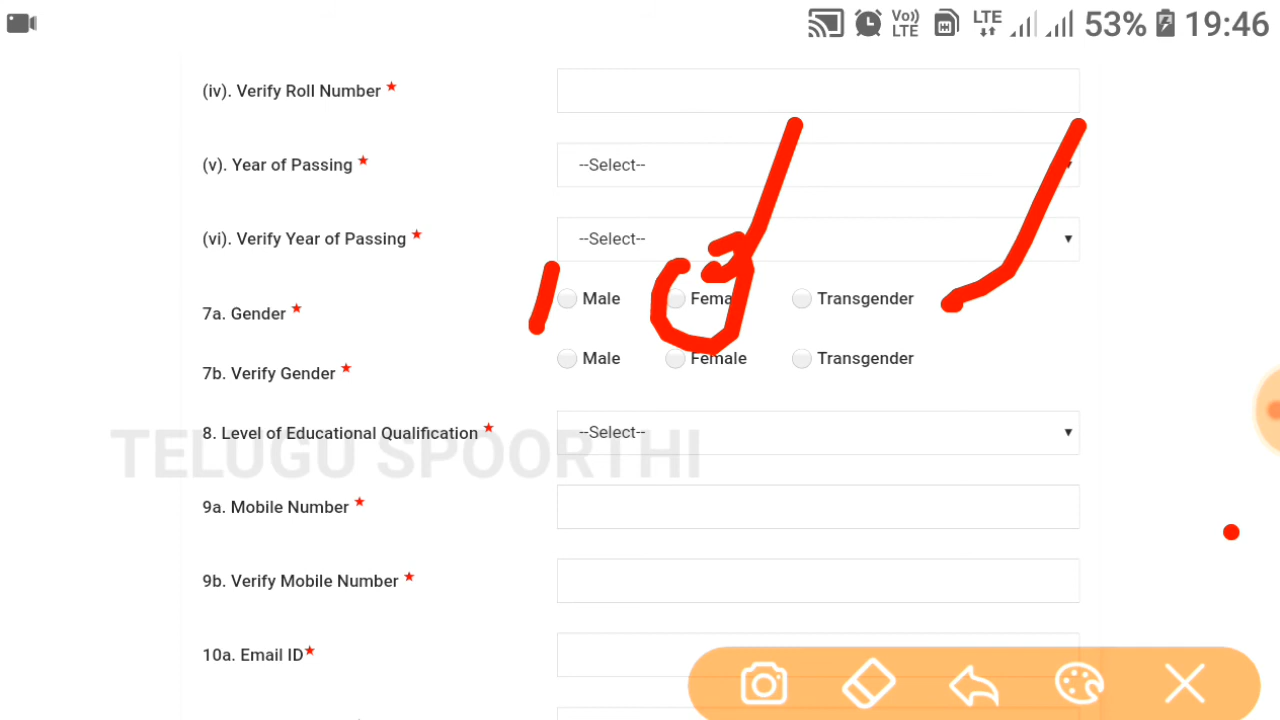 Vo)) LTE LTE 53% 19:46
(iv). Verify Roll Number *
(v). Year of Passing * --Select--
(vi). Verify Year of Passing * --Select--
7a. Gender * Male Fema Transgender
7b. Verify Gender * Male Female Transgender
8. Level of Educational Qualification * --Select--
TELUGU SPOORTHI
9a. Mobile Number *
9b. Verify Mobile Number *
10a. Email ID*